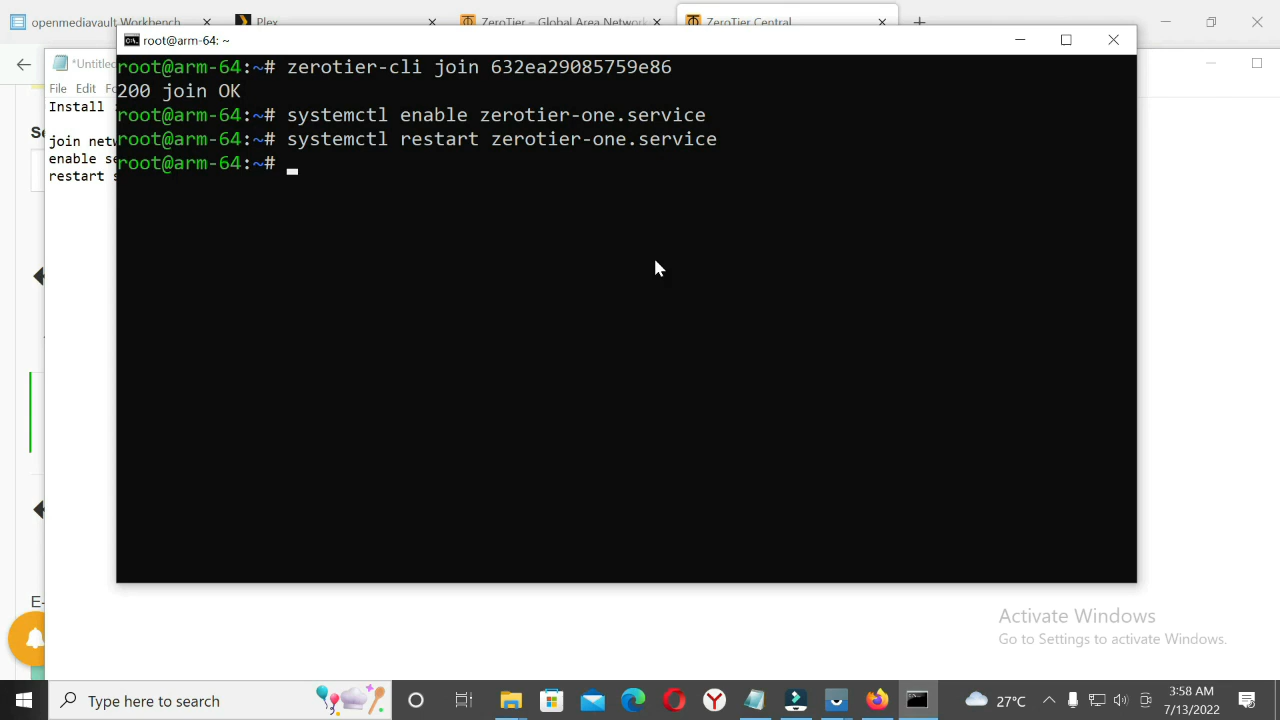 openmediavault Workbench
Plex
ZeroTier – Global Area Network
ZeroTier Central
root@arm-64: ~
*Untitled
File Edit
root@arm-64:~# zerotier-cli join 632ea29085759e86
200 join OK
root@arm-64:~# systemctl enable zerotier-one.service
root@arm-64:~# systemctl restart zerotier-one.service
root@arm-64:~#
Install
join
enable
restart
Activate Windows
Go to Settings to activate Windows.
Type here to search
27°C
3:58 AM
7/13/2022